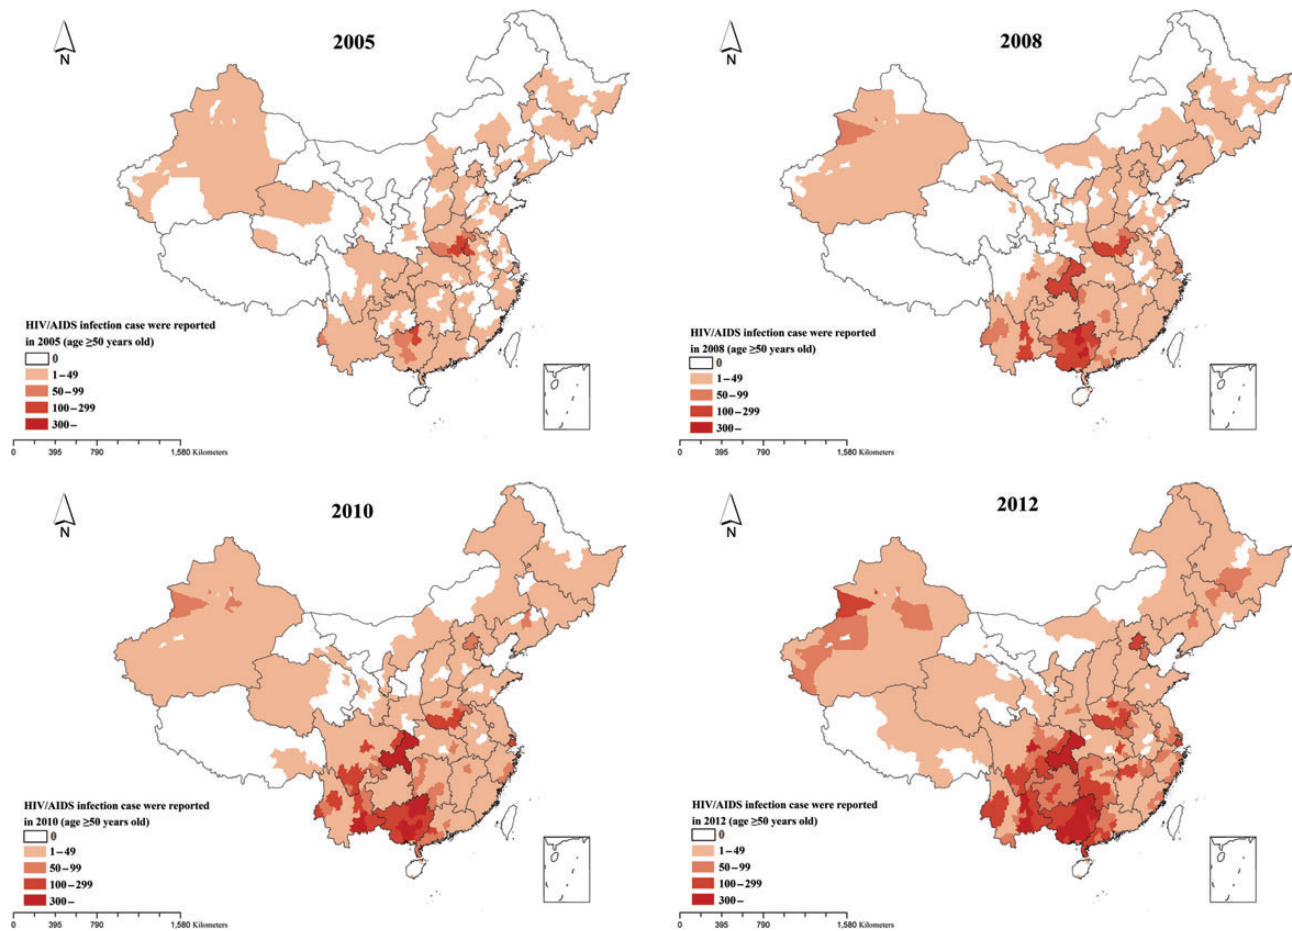 2005
N
HIV/AIDS infection case were reported
in 2005 (age ≥50 years old)
0
1–49
50–99
100–299
300–
0 395 790 1,580 Kilometers
2008
N
HIV/AIDS infection case were reported
in 2008 (age ≥50 years old)
0
1–49
50–99
100–299
300–
0 395 790 1,580 Kilometers
2010
N
HIV/AIDS infection case were reported
in 2010 (age ≥50 years old)
0
1–49
50–99
100–299
300–
0 395 790 1,580 Kilometers
2012
N
HIV/AIDS infection case were reported
in 2012 (age ≥50 years old)
0
1–49
50–99
100–299
300–
0 395 790 1,580 Kilometers